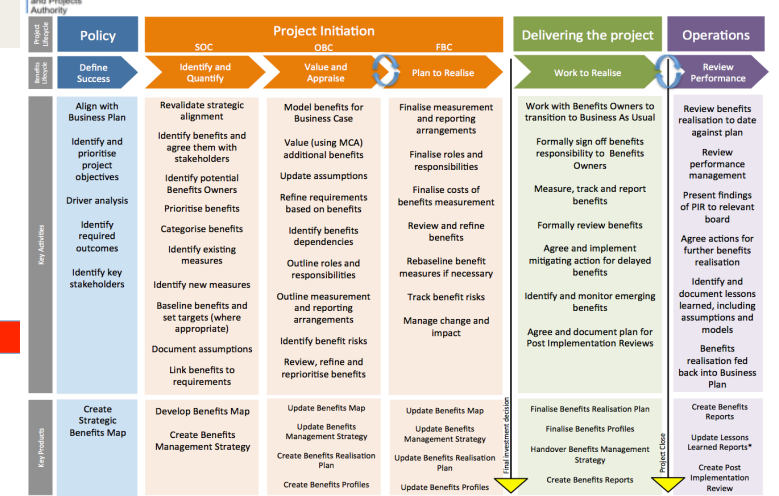 and Projects
Authority
Project
Lifecycle
Policy
Project Initiation
SOC
OBC
FBC
Delivering the project
Operations
Benefits
Lifecycle
Define
Success
Identify and
Quantify
Value and
Appraise
Plan to Realise
Work to Realise
Review
Performance
Key Activities
Align with
Business Plan
Identify and
prioritise
project
objectives
Driver analysis
Identify
required
outcomes
Identify key
stakeholders
Revalidate strategic
alignment
Identify benefits and
agree them with
stakeholders
Identify potential
Benefits Owners
Prioritise benefits
Categorise benefits
Identify existing
measures
Identify new measures
Baseline benefits and
set targets (where
appropriate)
Document assumptions
Link benefits to
requirements
Model benefits for
Business Case
Value (using MCA)
additional benefits
Update assumptions
Refine requirements
based on benefits
Identify benefits
dependencies
Outline roles and
responsibilities
Outline measurement
and reporting
arrangements
Identify benefit risks
Review, refine and
reprioritise benefits
Finalise measurement
and reporting
arrangements
Finalise roles and
responsibilities
Finalise costs of
benefits measurement
Review and refine
benefits
Rebaseline benefit
measures if necessary
Track benefit risks
Manage change and
impact
Work with Benefits Owners to
transition to Business As Usual
Formally sign off benefits
responsibility to Benefits
Owners
Measure, track and report
benefits
Formally review benefits
Agree and implement
mitigating action for delayed
benefits
Identify and monitor emerging
benefits
Agree and document plan for
Post Implementation Reviews
Review benefits
realisation to date
against plan
Review
performance
management
Present findings
of PIR to relevant
board
Agree actions for
further benefits
realisation
Identify and
document lessons
learned, including
assumptions and
models
Benefits
realisation fed
back into Business
Plan
Key Products
Create
Strategic
Benefits Map
Develop Benefits Map
Create Benefits
Management Strategy
Update Benefits Map
Update Benefits
Management Strategy
Create Benefits Realisation
Plan
Create Benefits Profiles
Update Benefits Map
Update Benefits
Management Strategy
Update Benefits Realisation
Plan
Update Benefits Profiles
Final investment decision
Finalise Benefits Realisation Plan
Finalise Benefits Profiles
Handover Benefits Management
Strategy
Create Benefits Reports
Project Close
Create Benefits
Reports
Update Lessons
Learned Reports*
Create Post
Implementation
Review